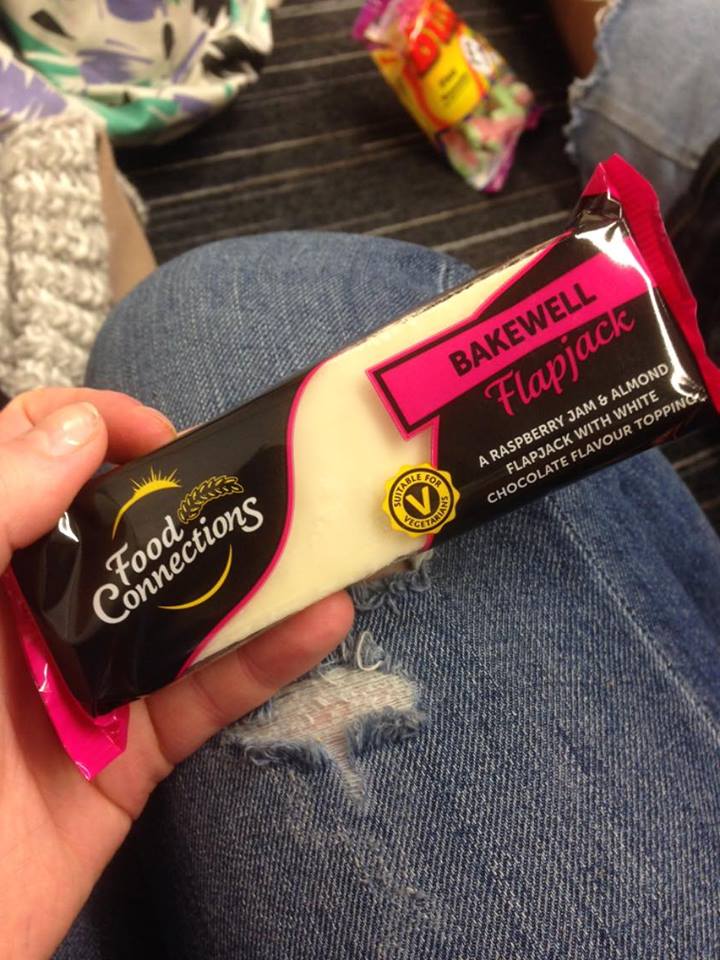 BAKEWELL
Flapjack
A RASPBERRY JAM & ALMOND
FLAPJACK WITH WHITE
CHOCOLATE FLAVOUR TOPPING
SUITABLE FOR
V
VEGETARIANS
Food
Connections